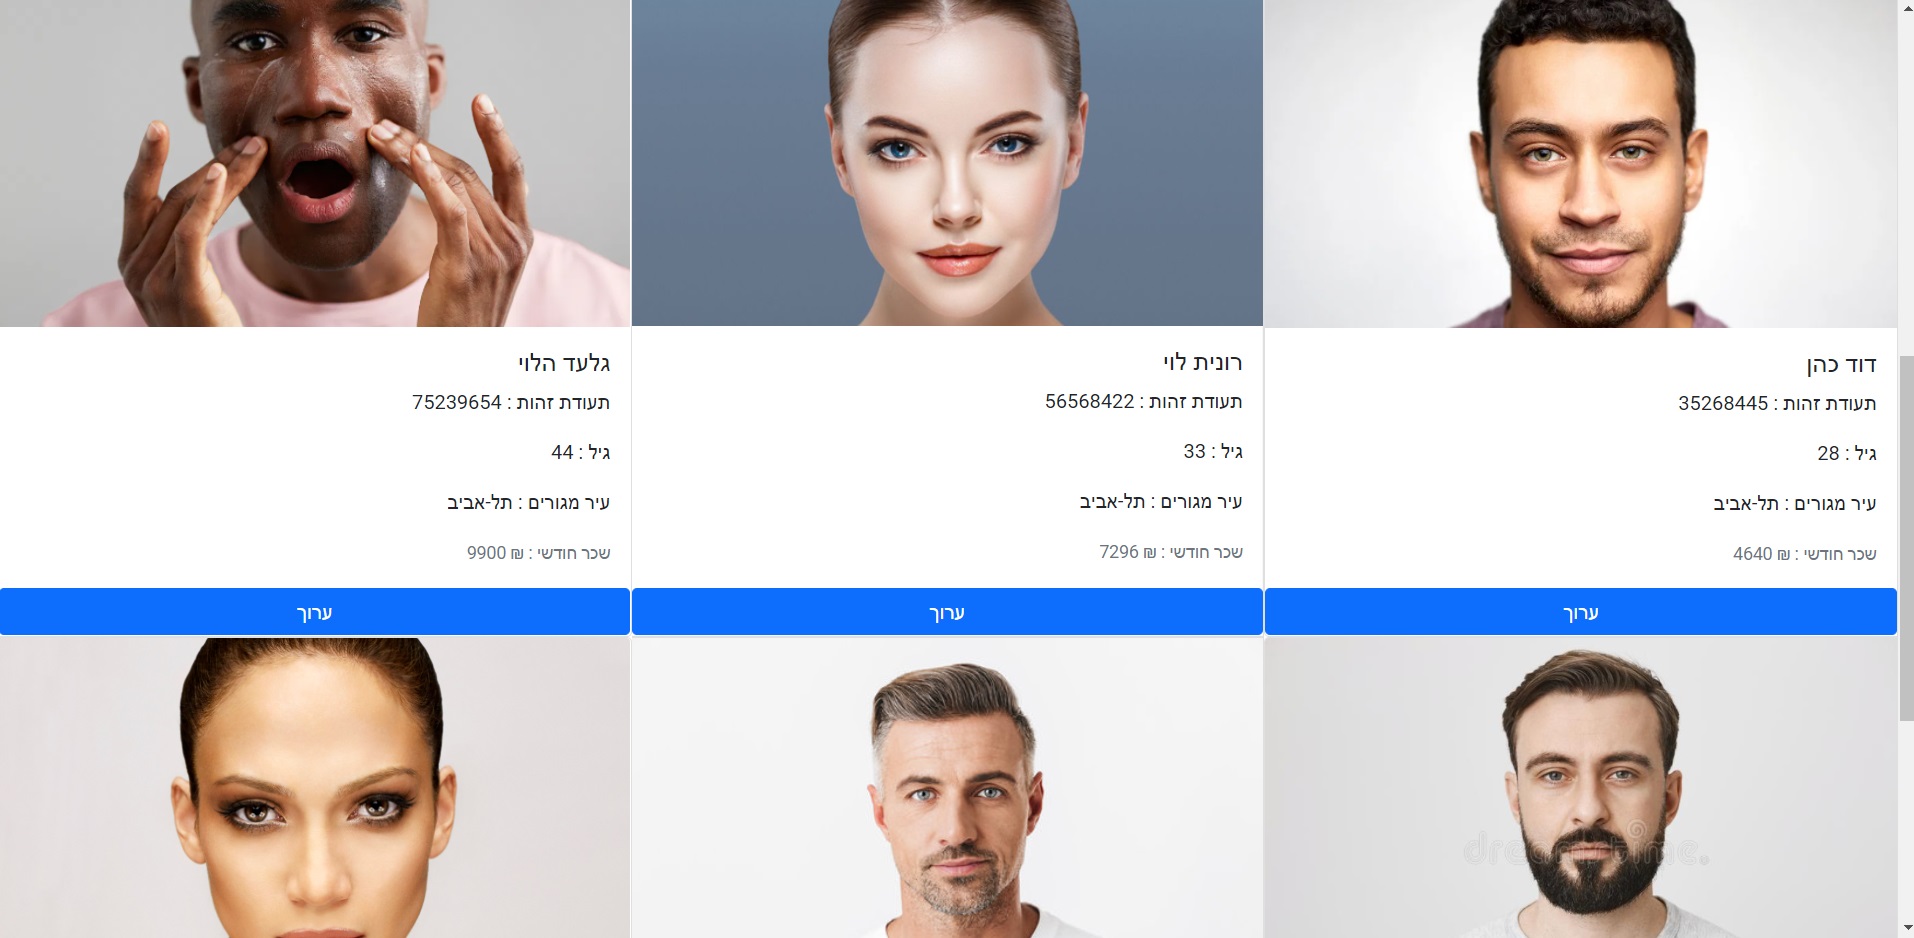 דוד כהן
תעודת זהות : 35268445
גיל : 28
עיר מגורים : תל-אביב
שכר חודשי : ₪ 4640
ערוך
רונית לוי
תעודת זהות : 56568422
גיל : 33
עיר מגורים : תל-אביב
שכר חודשי : ₪ 7296
ערוך
גלעד הלוי
תעודת זהות : 75239654
גיל : 44
עיר מגורים : תל-אביב
שכר חודשי : ₪ 9900
ערוך
dreamstime.